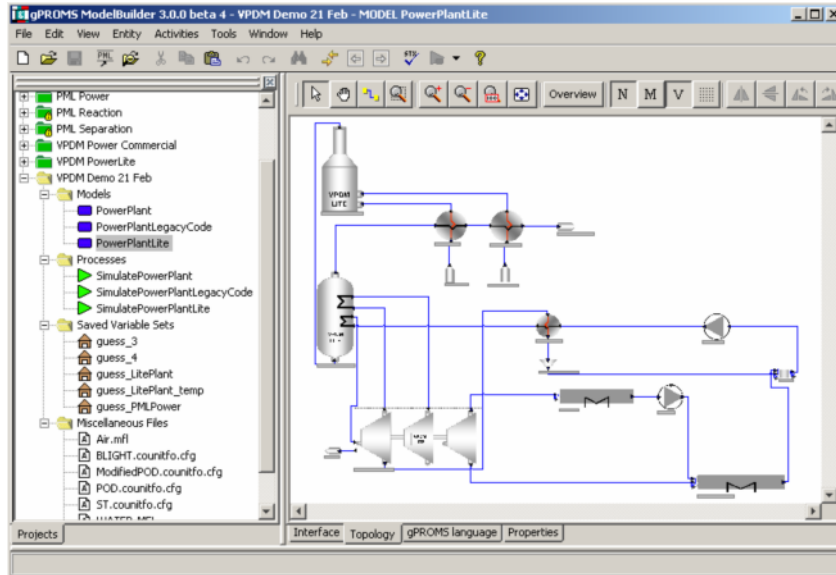 gPROMS ModelBuilder 3.0.0 beta 4 - VPDM Demo 21 Feb - MODEL PowerPlantLite
File Edit View Entity Activities Tools Window Help
Overview N M V
PML Power
PML Reaction
PML Separation
VPDM Power Commercial
VPDM PowerLite
VPDM Demo 21 Feb
Models
PowerPlant
PowerPlantLegacyCode
PowerPlantLite
Processes
SimulatePowerPlant
SimulatePowerPlantLegacyCode
SimulatePowerPlantLite
Saved Variable Sets
guess_3
guess_4
guess_LitePlant
guess_LitePlant_temp
guess_PMLPower
Miscellaneous Files
Air.mfl
BLIGHT.counitfo.cfg
ModifiedPOD.counitfo.cfg
POD.counitfo.cfg
ST.counitfo.cfg
WATER.MFL
VPDM
LITE
Projects
Interface Topology gPROMS language Properties